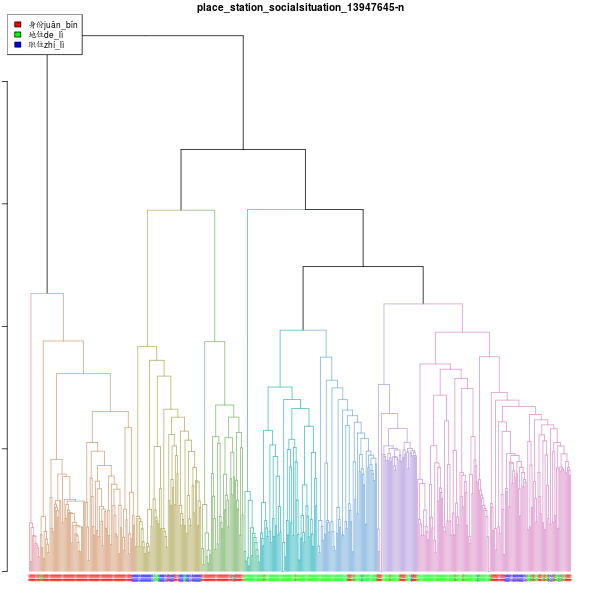 place_station_socialsituation_13947645-n
身份juān_bīn
地位de_lì
职位zhí_lì